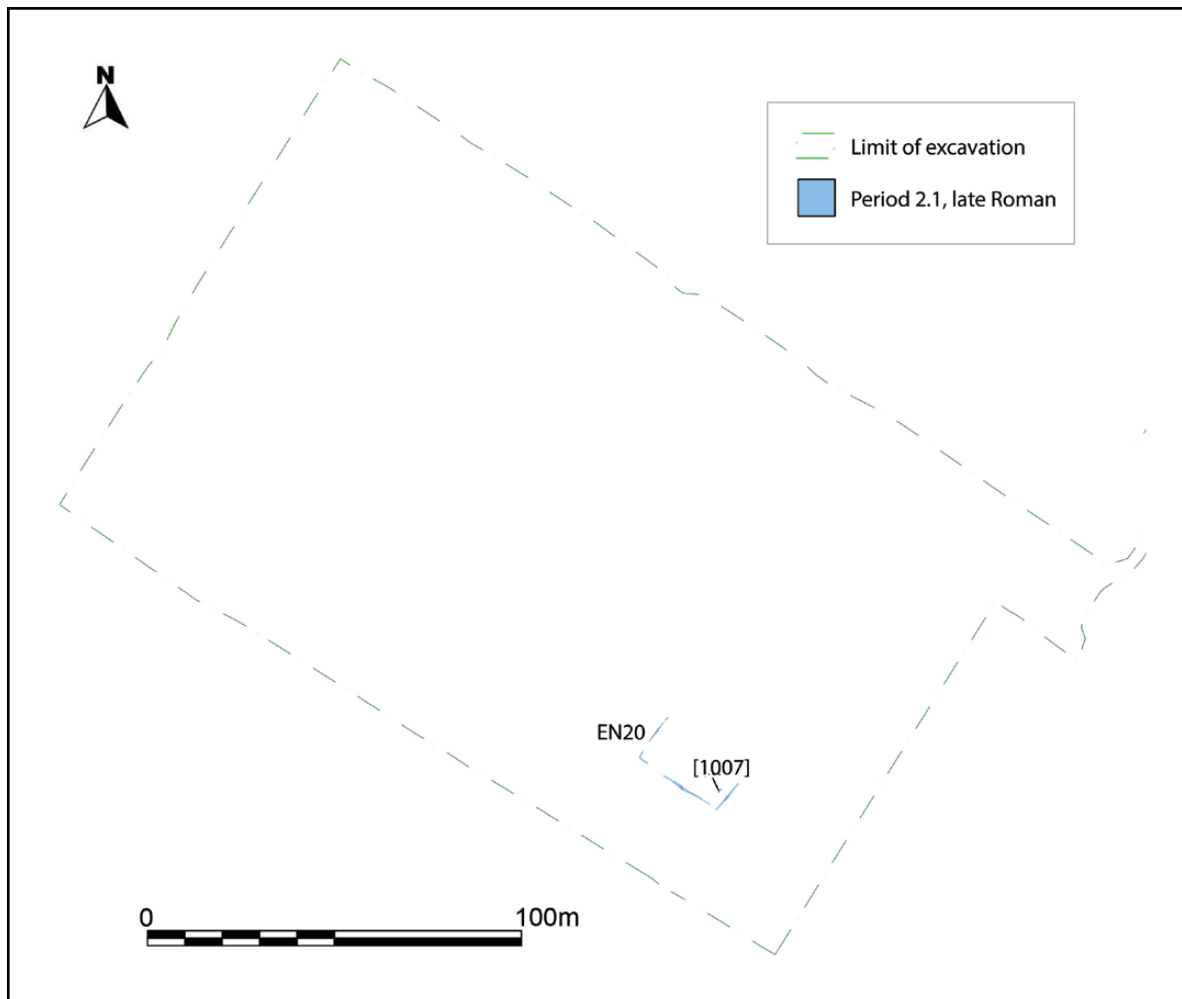 N
Limit of excavation
Period 2.1, late Roman
EN20
[1007]
0 100m